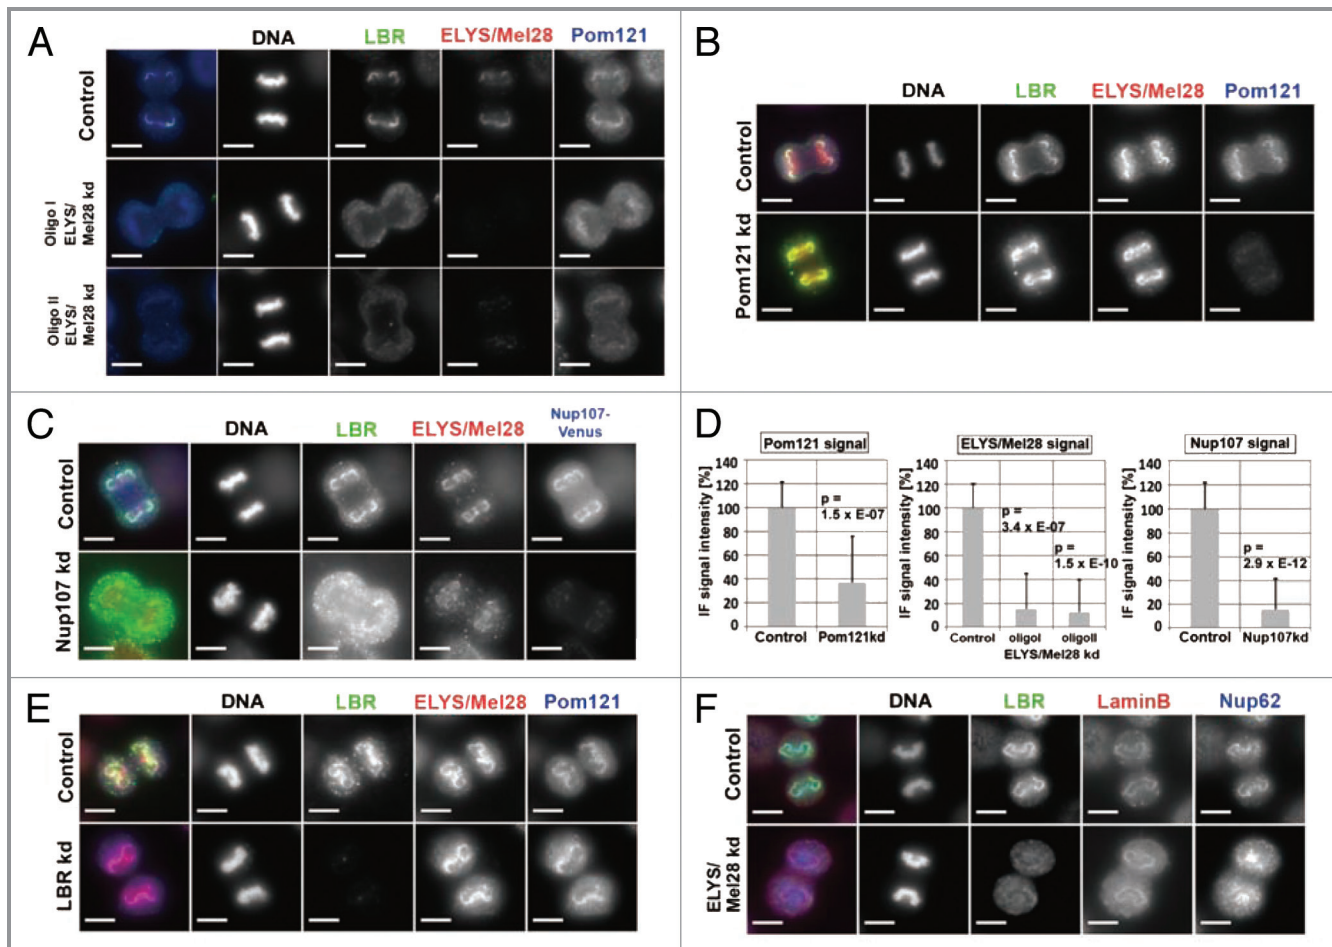 A
DNA LBR ELYS/Mel28 Pom121
Control
Oligo I
ELYS/
Mel28 kd
Oligo II
ELYS/
Mel28 kd
B
DNA LBR ELYS/Mel28 Pom121
Control
Pom121 kd
C
DNA LBR ELYS/Mel28 Nup107-
Venus
Control
Nup107 kd
D
Pom121 signal
IF signal intensity [%]
140
120
100
80
60
40
20
0
p =
1.5 x E-07
Control Pom121kd
ELYS/Mel28 signal
IF signal intensity [%]
140
120
100
80
60
40
20
0
p =
3.4 x E-07
p =
1.5 x E-10
Control oligoI oligoII
ELYS/Mel28 kd
Nup107 signal
IF signal intensity [%]
140
120
100
80
60
40
20
0
p =
2.9 x E-12
Control Nup107kd
E
DNA LBR ELYS/Mel28 Pom121
Control
LBR kd
F
DNA LBR LaminB Nup62
Control
ELYS/
Mel28 kd